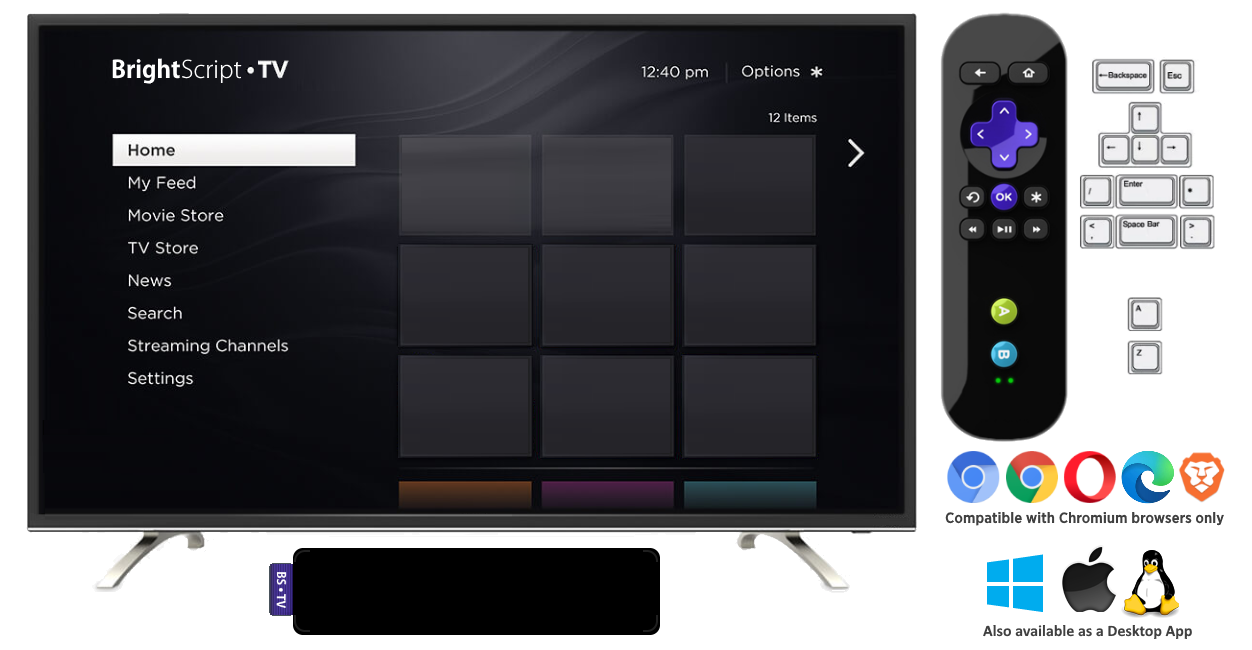 BrightScript • TV
12:40 pm
Options *
12 Items
Home
My Feed
Movie Store
TV Store
News
Search
Streaming Channels
Settings
BS • TV
OK
*
A
B
←Backspace
Esc
↑
← ↓ →
/
Enter
*
<
,
Space Bar
>
.
A
Z
Compatible with Chromium browsers only
Also available as a Desktop App